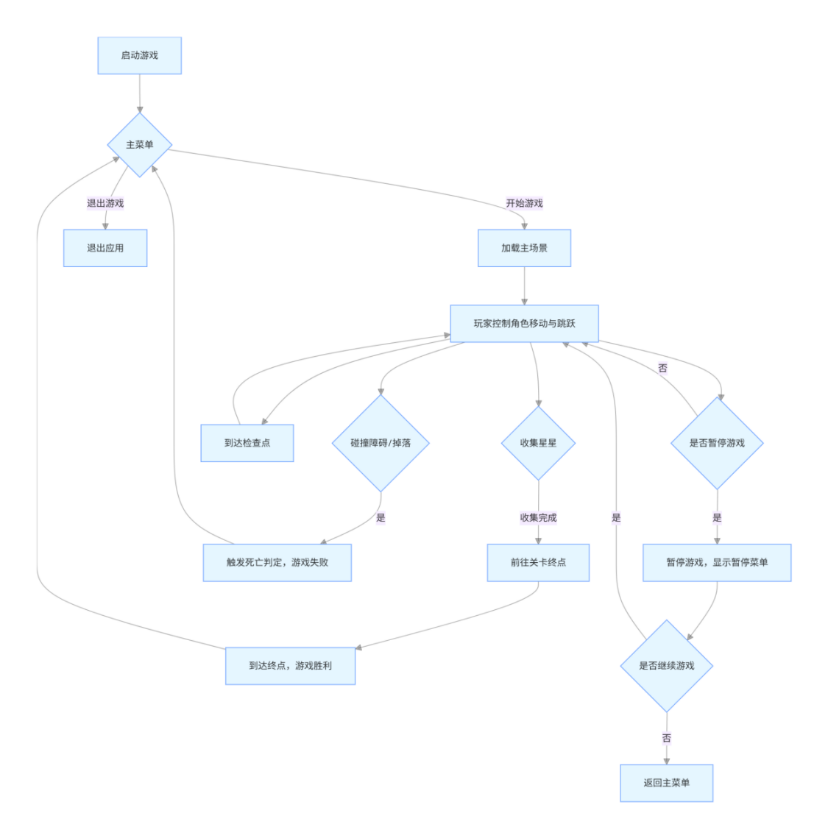 启动游戏
主菜单
退出游戏
开始游戏
退出应用
加载主场景
玩家控制角色移动与跳跃
否
到达检查点
碰撞障碍/掉落
收集星星
是否暂停游戏
是
收集完成
是
是
触发死亡判定，游戏失败
前往关卡终点
暂停游戏，显示暂停菜单
到达终点，游戏胜利
是否继续游戏
否
返回主菜单